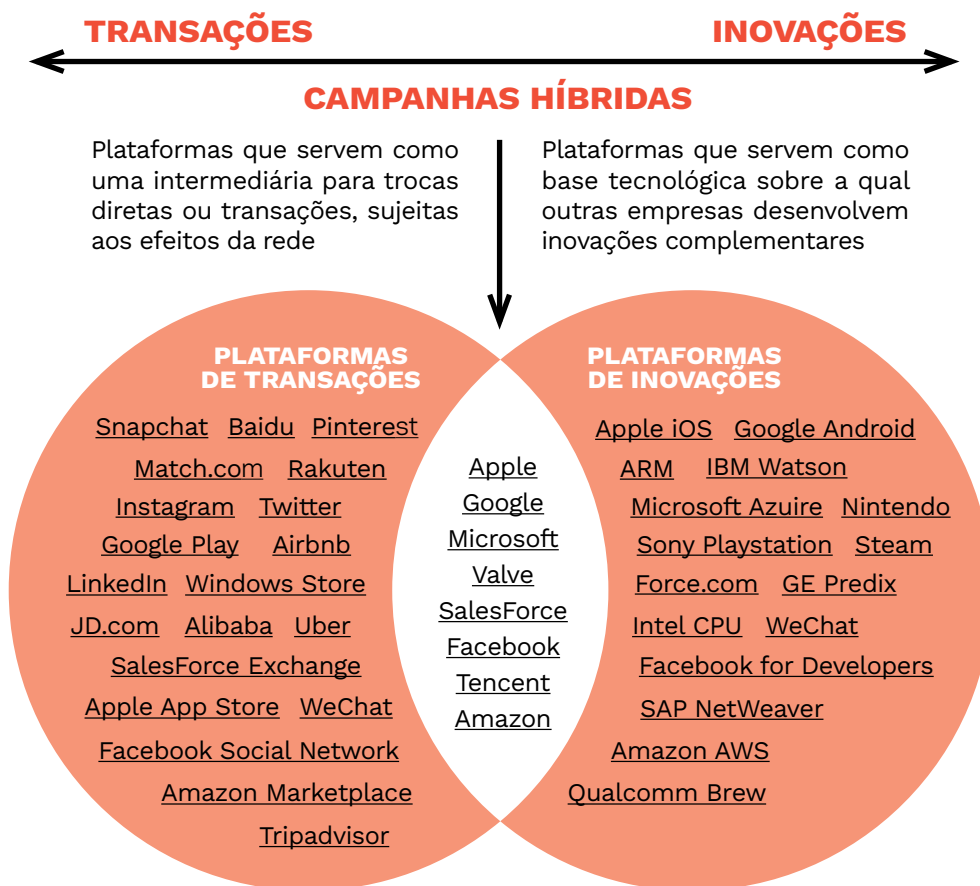 TRANSAÇÕES INOVAÇÕES
CAMPANHAS HÍBRIDAS
Plataformas que servem como
uma intermediária para trocas
diretas ou transações, sujeitas
aos efeitos da rede
Plataformas que servem como
base tecnológica sobre a qual
outras empresas desenvolvem
inovações complementares
PLATAFORMAS
DE TRANSAÇÕES
Snapchat Baidu Pinterest
Match.com Rakuten
Instagram Twitter
Google Play Airbnb
LinkedIn Windows Store
JD.com Alibaba Uber
SalesForce Exchange
Apple App Store WeChat
Facebook Social Network
Amazon Marketplace
Tripadvisor
Apple
Google
Microsoft
Valve
SalesForce
Facebook
Tencent
Amazon
PLATAFORMAS
DE INOVAÇÕES
Apple iOS Google Android
ARM IBM Watson
Microsoft Azuire Nintendo
Sony Playstation Steam
Force.com GE Predix
Intel CPU WeChat
Facebook for Developers
SAP NetWeaver
Amazon AWS
Qualcomm Brew